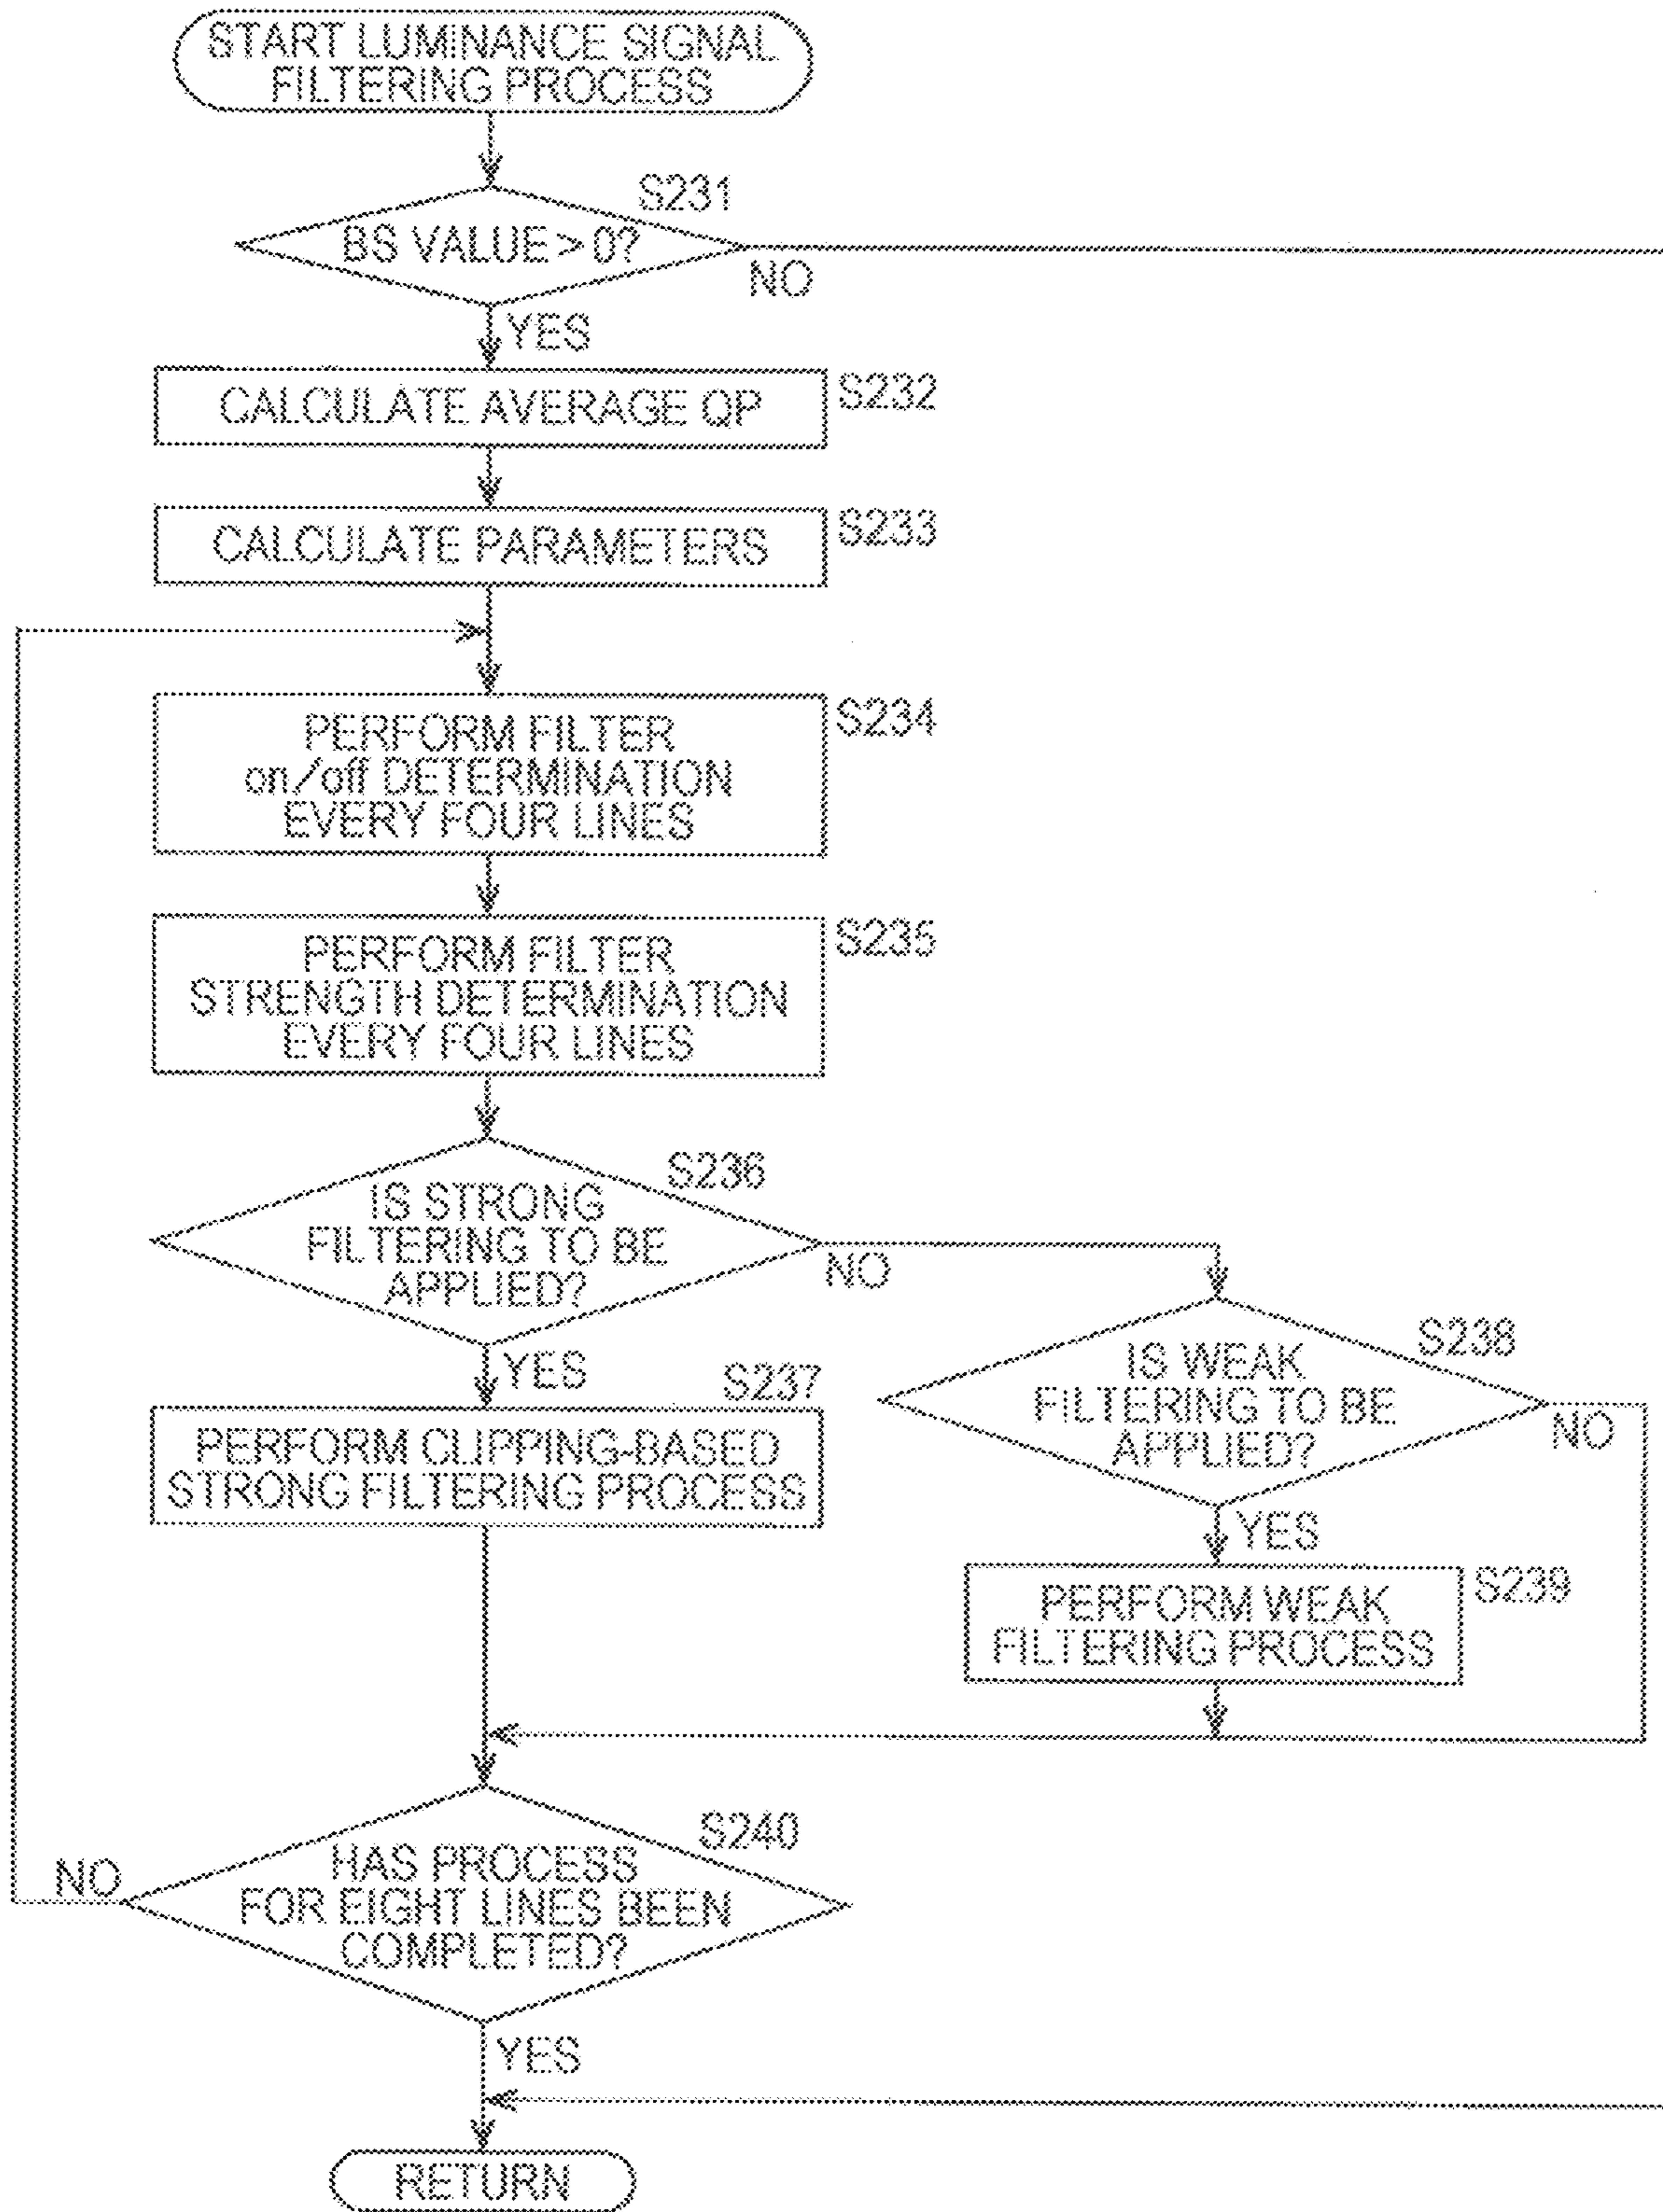 START LUMINANCE SIGNAL
FILTERING PROCESS
S231
BS VALUE > 0?
NO
YES
CALCULATE AVERAGE QP
S232
CALCULATE PARAMETERS
S233
PERFORM FILTER
on/off DETERMINATION
EVERY FOUR LINES
S234
PERFORM FILTER
STRENGTH DETERMINATION
EVERY FOUR LINES
S235
S236
IS STRONG
FILTERING TO BE
APPLIED?
NO
YES
S237
PERFORM CLIPPING-BASED
STRONG FILTERING PROCESS
S238
IS WEAK
FILTERING TO BE
APPLIED?
NO
YES
S239
PERFORM WEAK
FILTERING PROCESS
S240
HAS PROCESS
FOR EIGHT LINES BEEN
COMPLETED?
NO
YES
RETURN